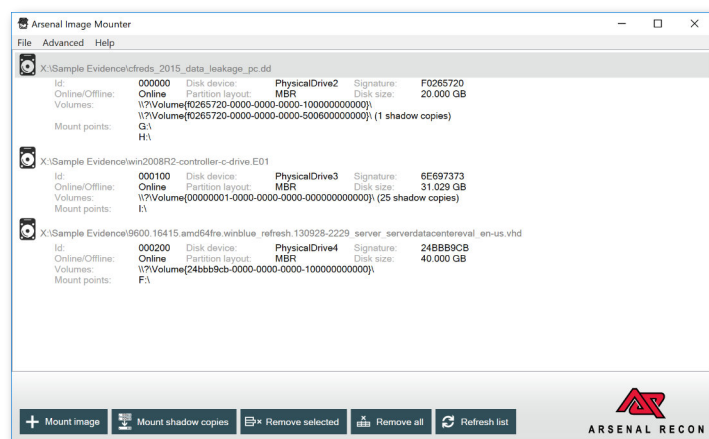 Arsenal Image Mounter
File Advanced Help
X:\Sample Evidence\cfreds_2015_data_leakage_pc.dd
Id: 000000 Disk device: PhysicalDrive2 Signature: F0265720
Online/Offline: Online Partition layout: MBR Disk size: 20.000 GB
Volumes: \\?\Volume{f0265720-0000-0000-0000-100000000000}\
\\?\Volume{f0265720-0000-0000-0000-500600000000}\ (1 shadow copies)
Mount points: G:\
H:\
X:\Sample Evidence\win2008R2-controller-c-drive.E01
Id: 000100 Disk device: PhysicalDrive3 Signature: 6E697373
Online/Offline: Online Partition layout: MBR Disk size: 31.029 GB
Volumes: \\?\Volume{00000001-0000-0000-0000-000000000000}\ (25 shadow copies)
Mount points: I:\
X:\Sample Evidence\9600.16415.amd64fre.winblue_refresh.130928-2229_server_serverdatacentereval_en-us.vhd
Id: 000200 Disk device: PhysicalDrive4 Signature: 24BBB9CB
Online/Offline: Online Partition layout: MBR Disk size: 40.000 GB
Volumes: \\?\Volume{24bbb9cb-0000-0000-0000-100000000000}\
Mount points: F:\
Mount image Mount shadow copies Remove selected Remove all Refresh list
AR
ARSENAL RECON